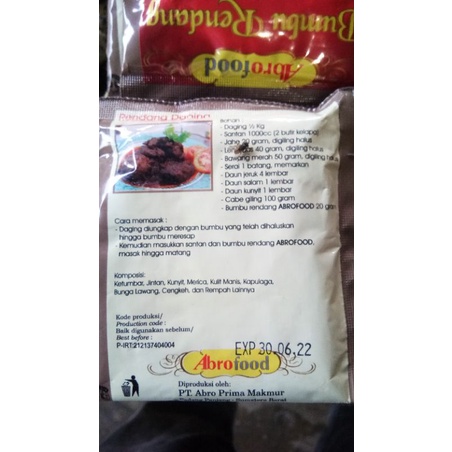 Bumbu Rendang
Abrofood
Rendang Daging
Bahan :
- Daging ½ Kg
- Santan 1000cc (2 butir kelapa)
- Jahe 20 gram, digiling halus
40 gram, digiling halus
- Bawang merah 50 gram, digiling halus
- Serai 1 batang, memarkan
- Daun jeruk 4 lembar
- Daun salam 1 lembar
- Daun kunyit 1 lembar
- Cabe giling 100 gram
- Bumbu rendang ABROFOOD 20 gram
Cara memasak :
- Daging diungkap dengan bumbu yang telah dihaluskan
hingga bumbu meresap
- Kemudian masukkan santan dan bumbu rendang ABROFOOD,
masak hingga matang
Komposisi:
Ketumbar, Jintan, Kunyit, Merica, Kulit Manis, Kapulaga,
Bunga Lawang, Cengkeh, dan Rempah Lainnya
Kode produksi/
Production code :
Baik digunakan sebelum/
Best before :
P-IRT:212137404004
EXP 30.06,22
Abrofood
Diproduksi oleh:
PT. Abro Prima Makmur
Sumatera Barat